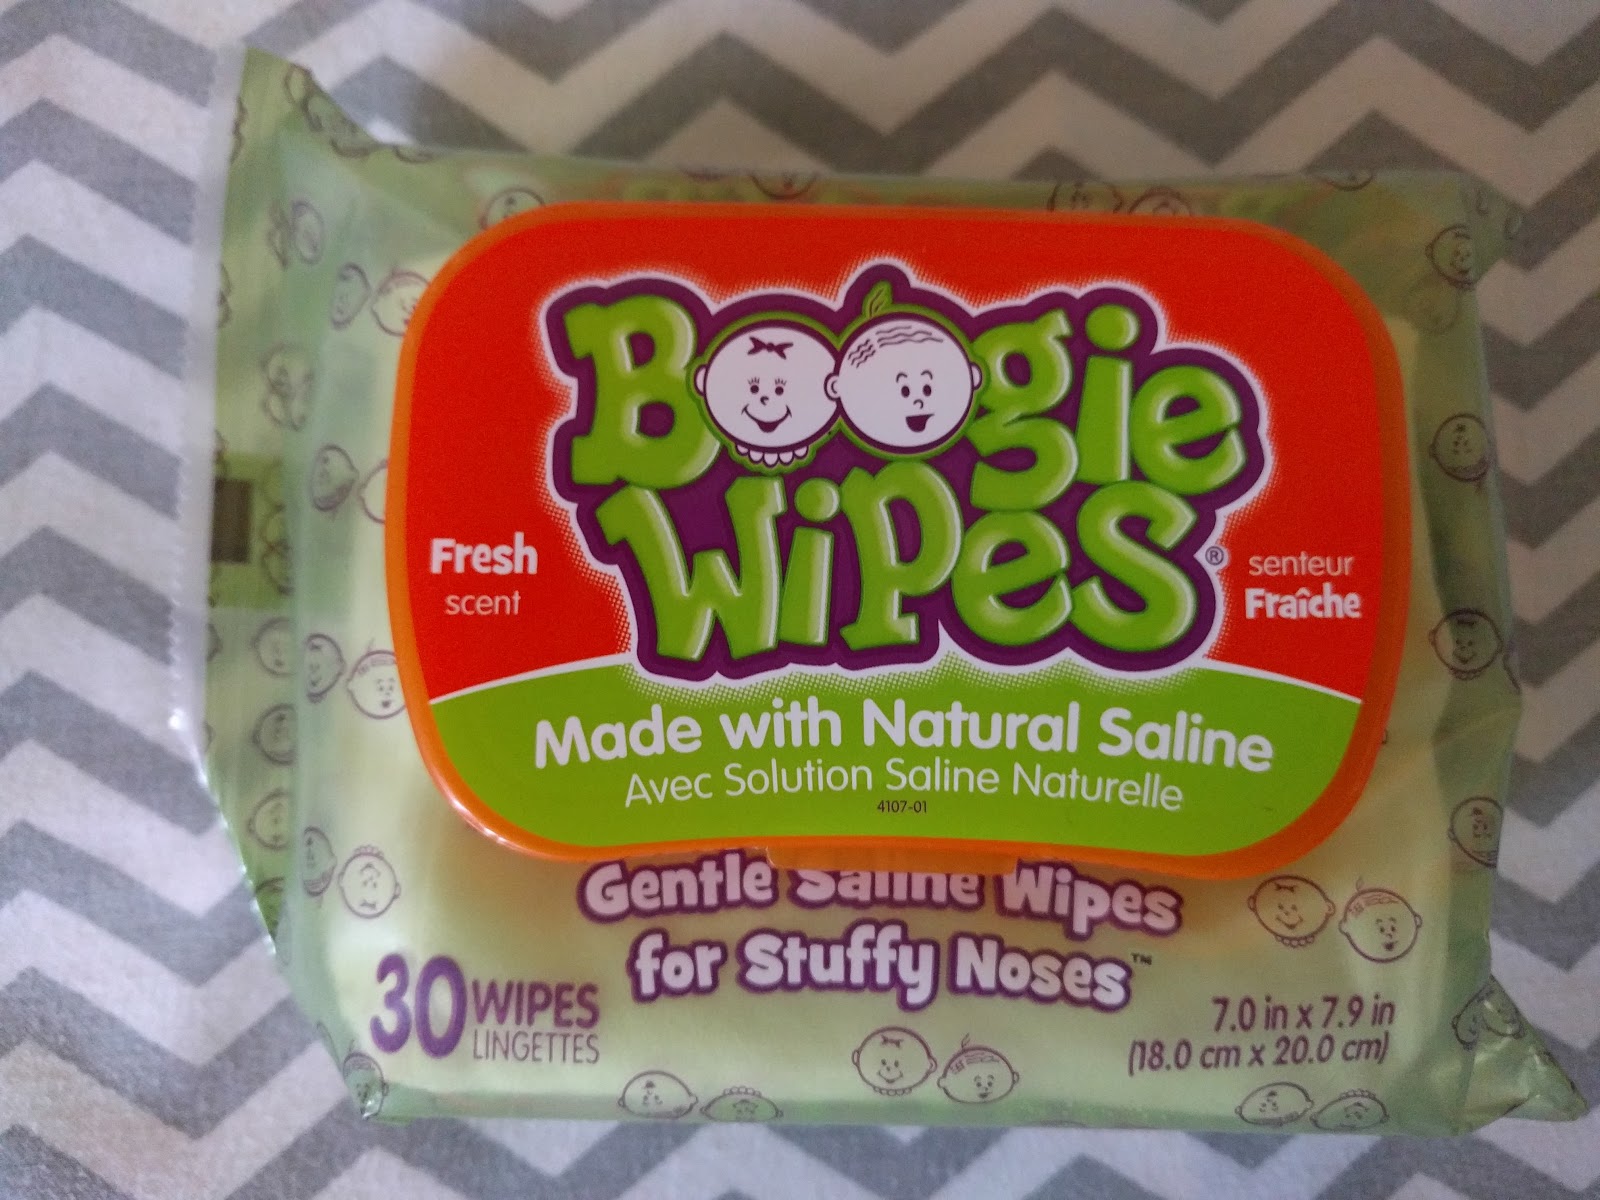 Boogie
Wipes®
Fresh
scent
senteur
Fraîche
Made with Natural Saline
Avec Solution Saline Naturelle
4107-01
Gentle Saline Wipes
for Stuffy Noses™
30 WIPES
LINGETTES
7.0 in x 7.9 in
(18.0 cm x 20.0 cm)